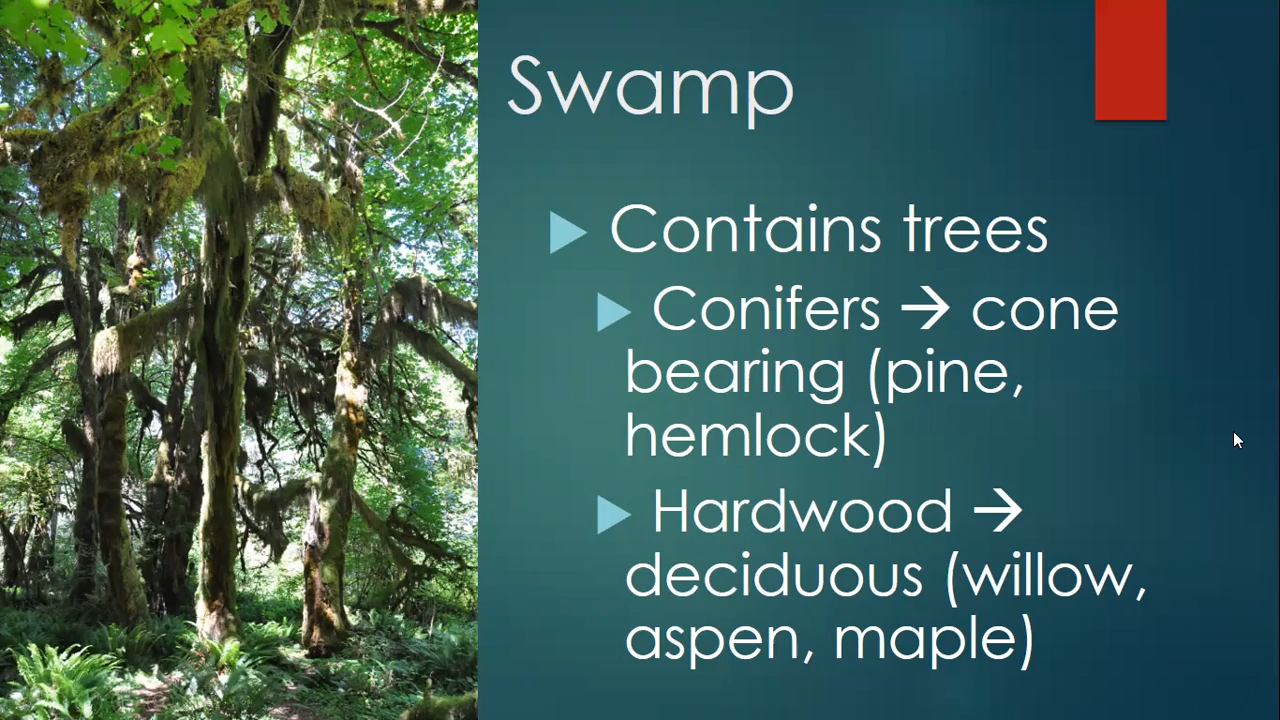 Swamp
Contains trees
Conifers → cone
bearing (pine,
hemlock)
Hardwood →
deciduous (willow,
aspen, maple)